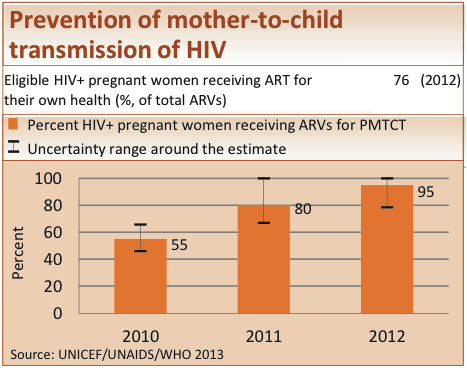 Prevention of mother-to-child
transmission of HIV
Eligible HIV+ pregnant women receiving ART for 76 (2012)
their own health (%, of total ARVs)
Percent HIV+ pregnant women receiving ARVs for PMTCT
Uncertainty range around the estimate
100
80
60
40
20
0
Percent
55
80
95
2010 2011 2012
Source: UNICEF/UNAIDS/WHO 2013